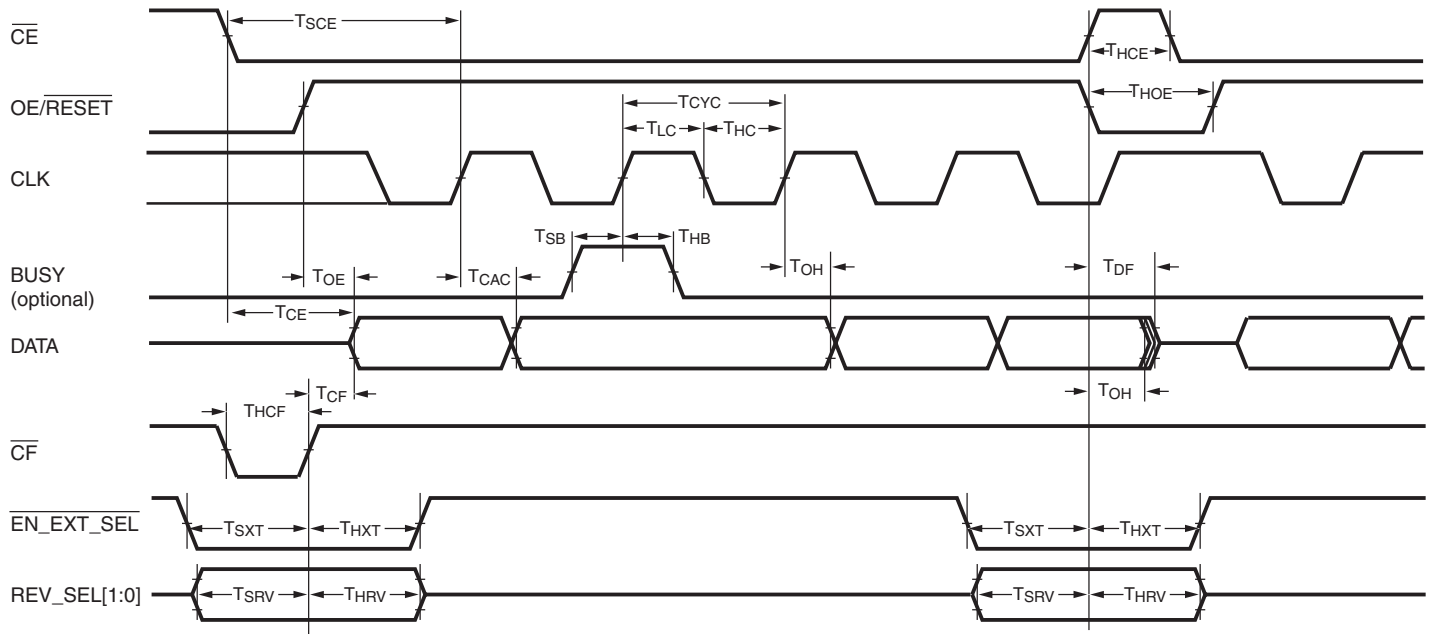 CE
TSCE
THCE
OE/RESET
THOE
TCYC
TLC
THC
CLK
TSB
THB
BUSY
(optional)
TOE
TCAC
TOH
TDF
TCE
DATA
TCF
TOH
THCF
CF
EN_EXT_SEL
TSXT
THXT
TSXT
THXT
REV_SEL[1:0]
TSRV
THRV
TSRV
THRV